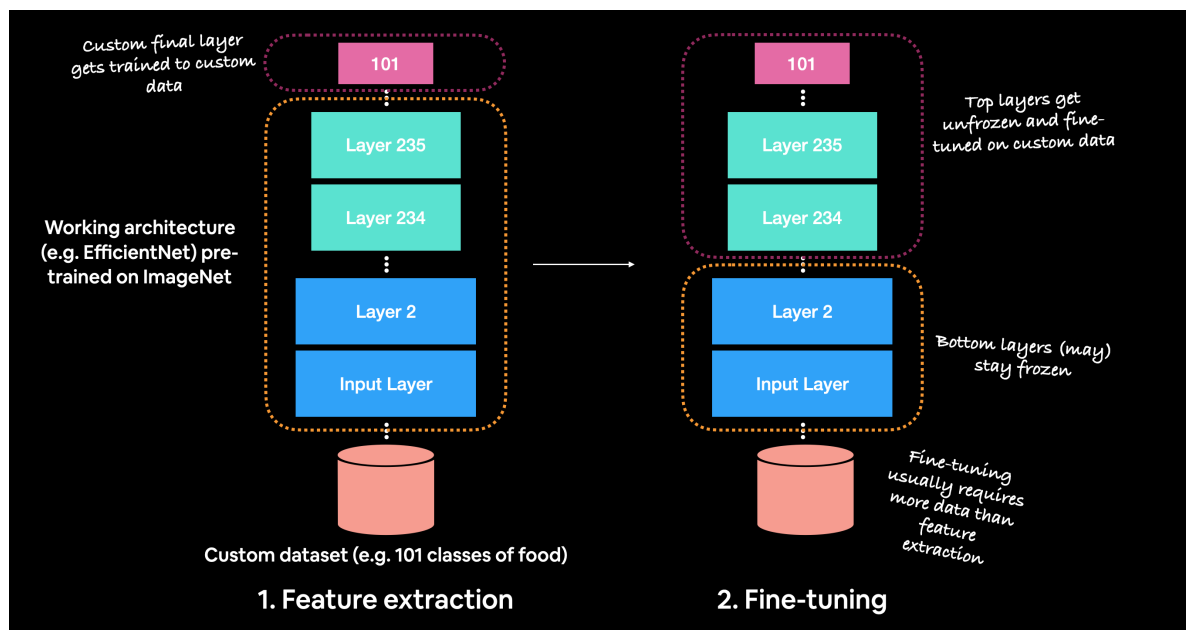 Custom final layer
gets trained to custom
data
101
Layer 235
Layer 234
Working architecture
(e.g. EfficientNet) pre-
trained on ImageNet
Layer 2
Input Layer
Custom dataset (e.g. 101 classes of food)
1. Feature extraction
101
Layer 235
Layer 234
Top layers get
unfrozen and fine-
tuned on custom data
Layer 2
Input Layer
Bottom layers (may)
stay frozen
Fine-tuning
usually requires
more data than
feature
extraction
2. Fine-tuning